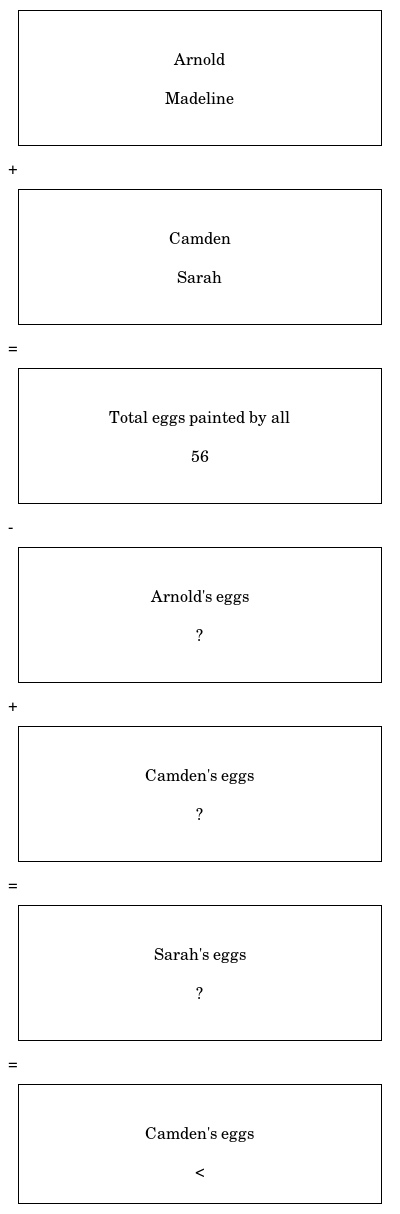 Arnold
Madeline
+
Camden
Sarah
=
Total eggs painted by all
56
-
Arnold's eggs
?
+
Camden's eggs
?
=
Sarah's eggs
?
=
Camden's eggs
<